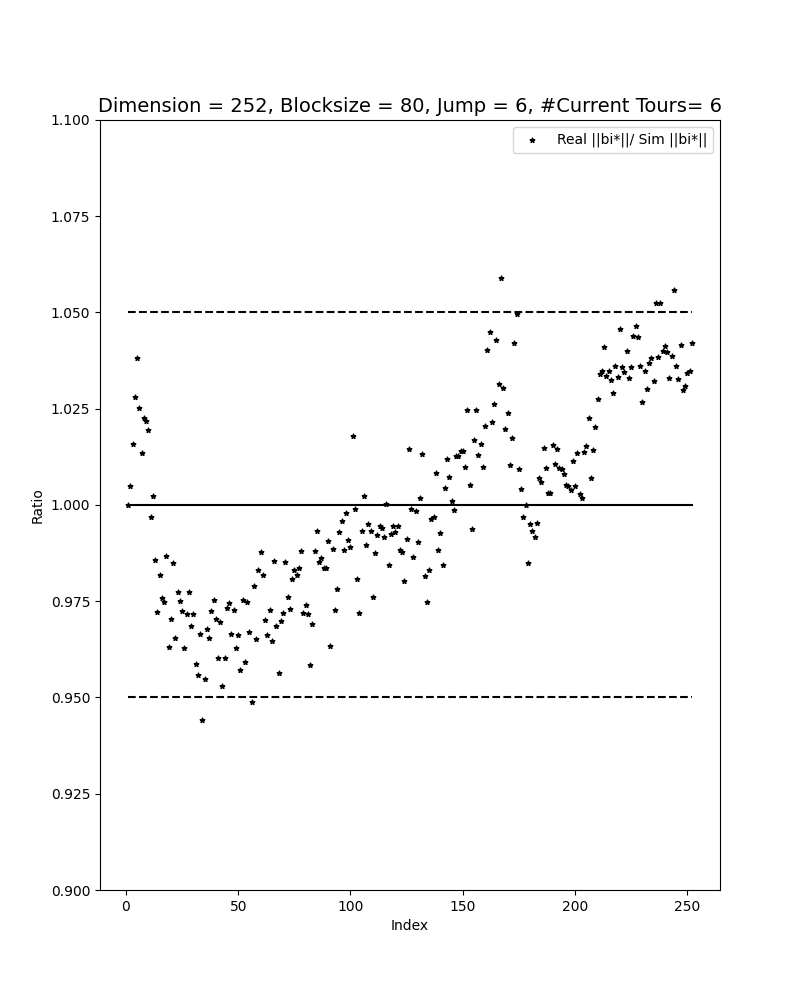 Dimension = 252, Blocksize = 80, Jump = 6, #Current Tours= 6
1.100
Real ||bi*||/ Sim ||bi*||
1.075
1.050
1.025
1.000
Ratio
0.975
0.950
0.925
0.900
0 50 100 150 200 250
Index